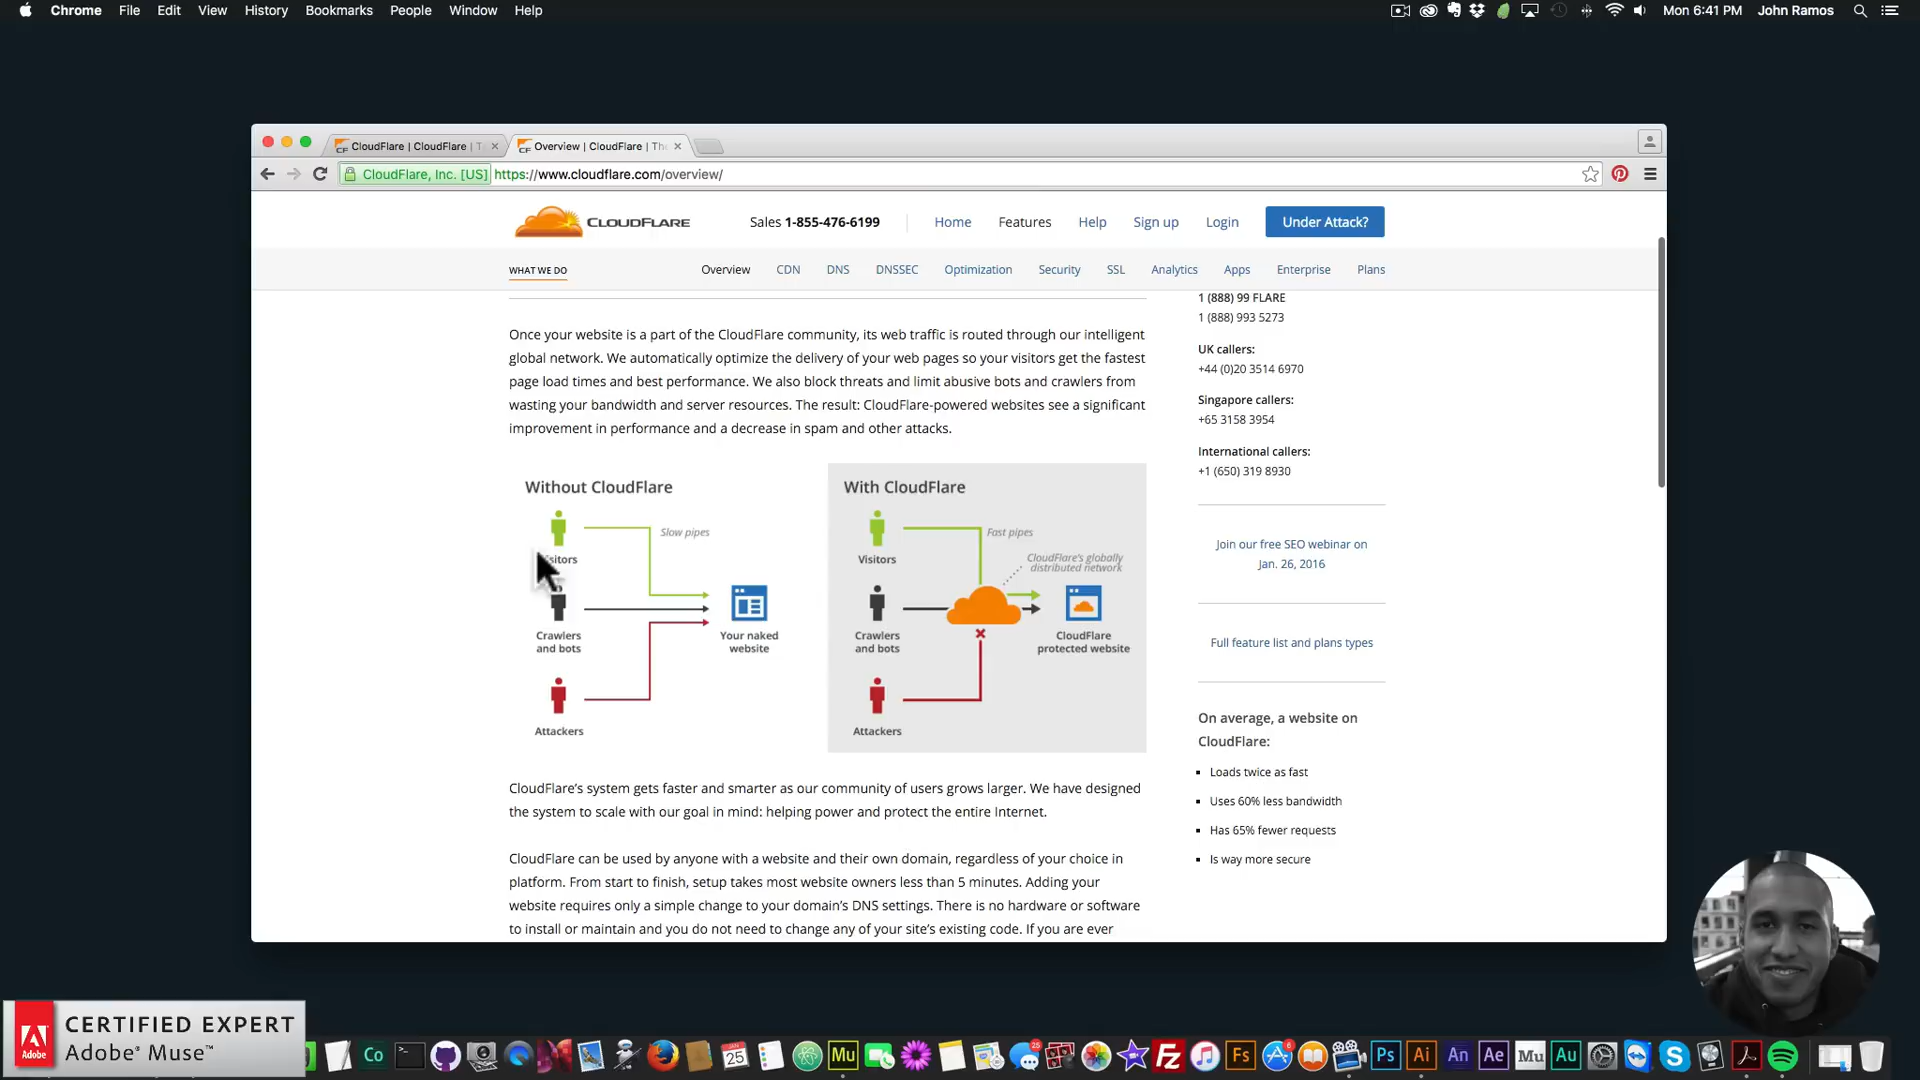 Chrome File Edit View History Bookmarks People Window Help
Mon 6:41 PM John Ramos
CloudFlare | CloudFlare | T
Overview | CloudFlare | Th
CloudFlare, Inc. [US] https://www.cloudflare.com/overview/
CLOUDFLARE
Sales 1-855-476-6199 Home Features Help Sign up Login Under Attack?
WHAT WE DO Overview CDN DNS DNSSEC Optimization Security SSL Analytics Apps Enterprise Plans
Once your website is a part of the CloudFlare community, its web traffic is routed through our intelligent
global network. We automatically optimize the delivery of your web pages so your visitors get the fastest
page load times and best performance. We also block threats and limit abusive bots and crawlers from
wasting your bandwidth and server resources. The result: CloudFlare-powered websites see a significant
improvement in performance and a decrease in spam and other attacks.
Without CloudFlare
Slow pipes
Crawlers
and bots
Your naked
website
Attackers
With CloudFlare
Fast pipes
Visitors
CloudFlare's globally
distributed network
Crawlers
and bots
CloudFlare
protected website
Attackers
CloudFlare's system gets faster and smarter as our community of users grows larger. We have designed
the system to scale with our goal in mind: helping power and protect the entire Internet.
CloudFlare can be used by anyone with a website and their own domain, regardless of your choice in
platform. From start to finish, setup takes most website owners less than 5 minutes. Adding your
website requires only a simple change to your domain's DNS settings. There is no hardware or software
to install or maintain and you do not need to change any of your site's existing code. If you are ever
1 (888) 99 FLARE
1 (888) 993 5273
UK callers:
+44 (0)20 3514 6970
Singapore callers:
+65 3158 3954
International callers:
+1 (650) 319 8930
Join our free SEO webinar on
Jan. 26, 2016
Full feature list and plans types
On average, a website on
CloudFlare:
Loads twice as fast
Uses 60% less bandwidth
Has 65% fewer requests
Is way more secure
Adobe
CERTIFIED EXPERT
Adobe® Muse™
Co
JAN
25
Mu
25
Fz
Fs
6
Ps
Ai
An
Ae
Mu
Au